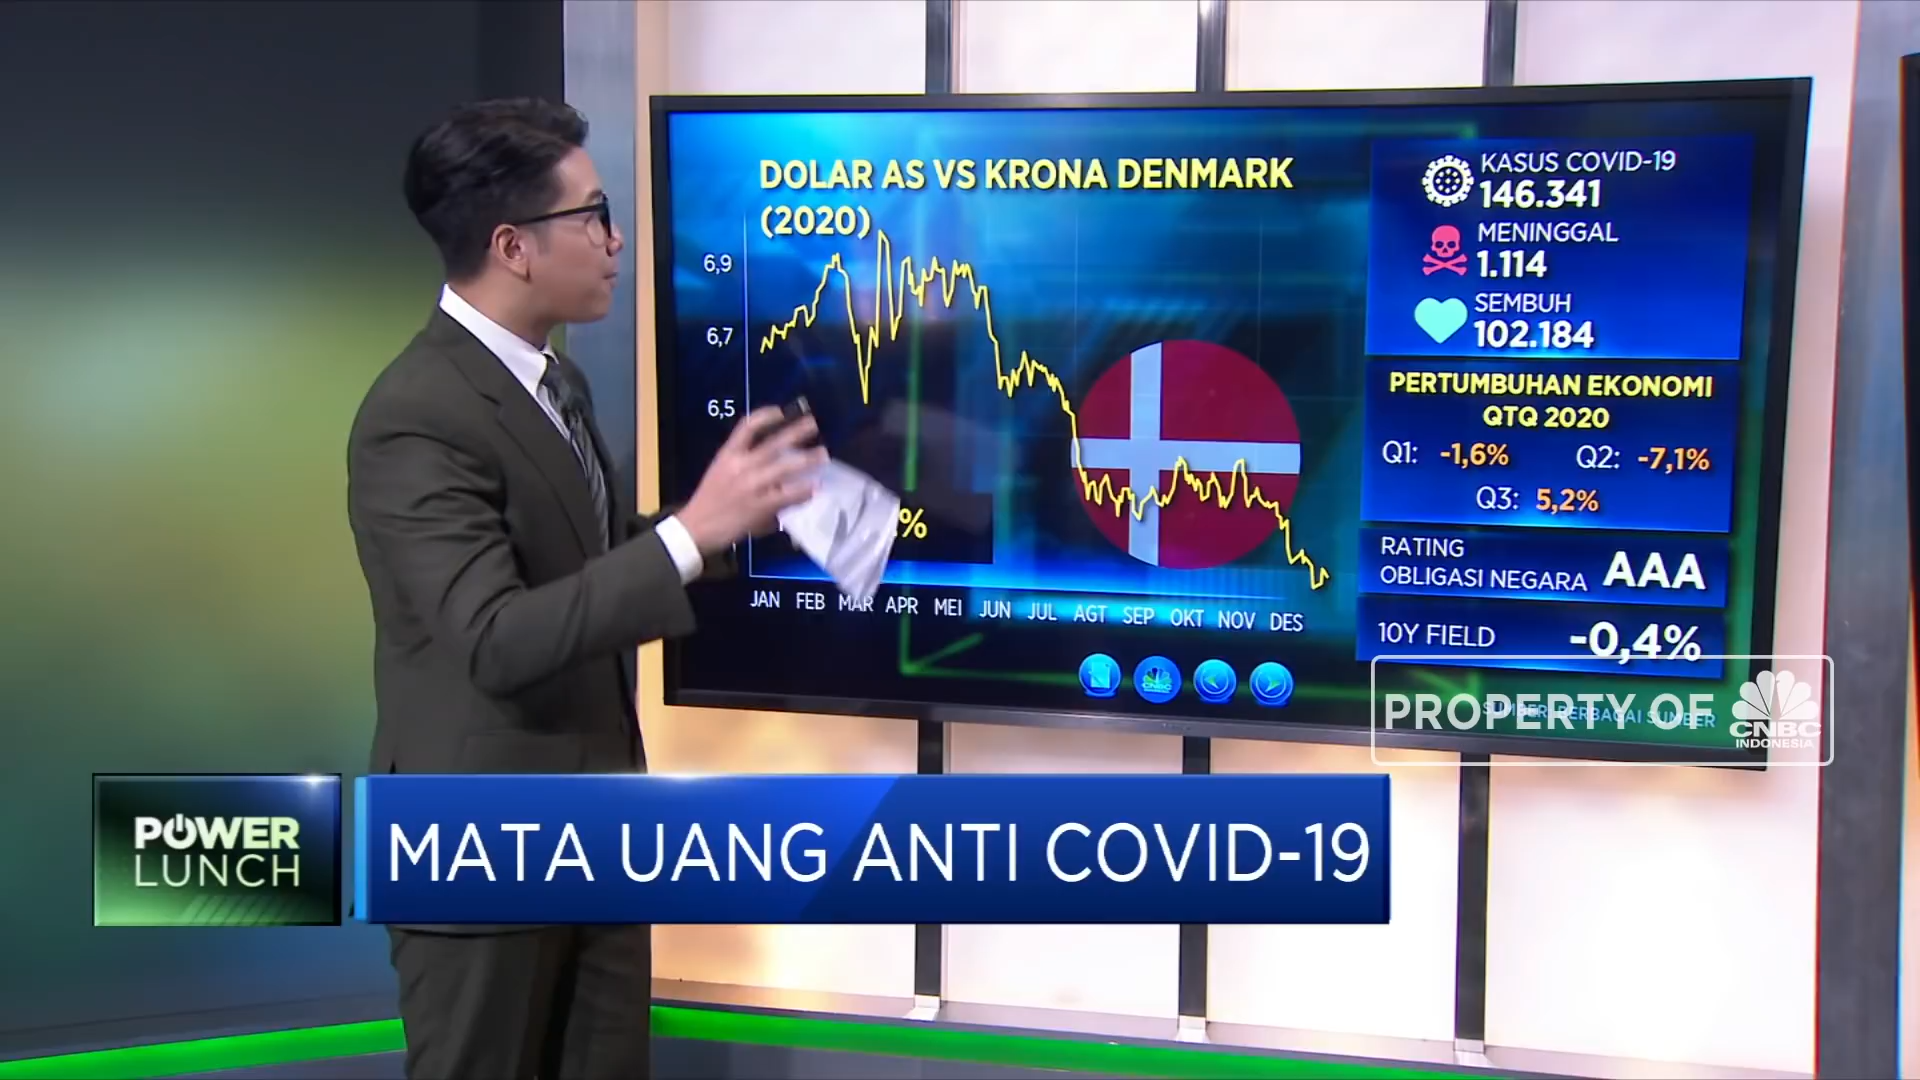 DOLAR AS VS KRONA DENMARK
(2020)
6,9
6,7
6,5
%
JAN FEB MAR APR MEI JUN JUL AGT SEP OKT NOV DES
KASUS COVID-19
146.341
MENINGGAL
1.114
SEMBUH
102.184
PERTUMBUHAN EKONOMI
QTQ 2020
Q1: -1,6% Q2: -7,1%
Q3: 5,2%
RATING
OBLIGASI NEGARA AAA
10Y FIELD -0,4%
SUMBER: BERBAGAI SUMBER
PROPERTY OF CNBC
INDONESIA
POWER
LUNCH
MATA UANG ANTI COVID-19